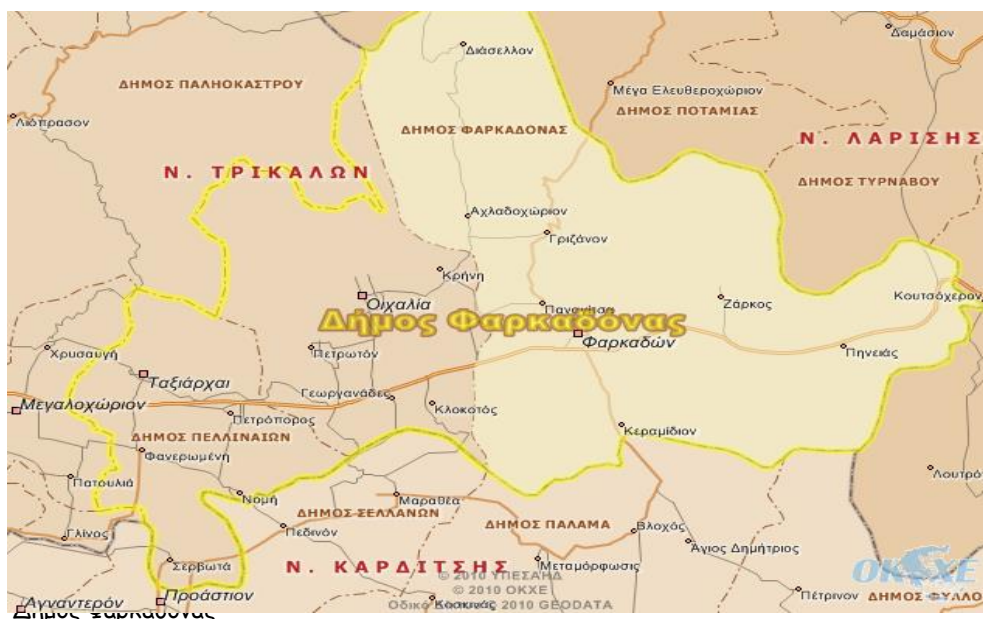 Διάσελλον
Δαμάσιον
ΔΗΜΟΣ ΠΑΛΗΟΚΑΣΤΡΟΥ
Μέγα Ελευθεροχώριον
ΔΗΜΟΣ ΠΟΤΑΜΙΑΣ
Λιόπρασον
ΔΗΜΟΣ ΦΑΡΚΑΔΟΝΑΣ
Ν. ΛΑΡΙΣΗΣ
Ν. ΤΡΙΚΑΛΩΝ
ΔΗΜΟΣ ΤΥΡΝΑΒΟΥ
Αχλαδοχώριον
Γριζάνον
Κρήνη
Οιχαλία
Ζάρκος
Κουτσόχερον
Δήμος Φαρκαδόνας
Φαρκαδών
Χρυσαυγή
Πετρωτόν
Πηνειάς
Ταξιάρχαι
Γεωργανάδες
Μεγαλοχώριον
Κλοκοτός
Πετρόπορος
ΔΗΜΟΣ ΠΕΛΛΙΝΑΙΩΝ
Κεραμίδιον
Φανερωμένη
Λουτρό
Πατουλιά
Νομή
Μαραθέα
ΔΗΜΟΣ ΣΕΛΛΑΝΩΝ
ΔΗΜΟΣ ΠΑΛΑΜΑ
Βλοχός
Γλίνος
Πεδινόν
Άγιος Δημήτριος
Σερβωτά
Ν. ΚΑΡΔΙΤΣΗΣ
Μεταμόρφωσις
ΟΚΧΕ
© 2010 ΥΠΕΣΑΗΔ
© 2010 ΟΚΧΕ
Πέτρινον
ΔΗΜΟΣ ΦΥΛΛΟ
Προάστιον
Αγναντερόν
Κοσκινάς
2010 GEODATA
Δήμος Φαρκαδόνας